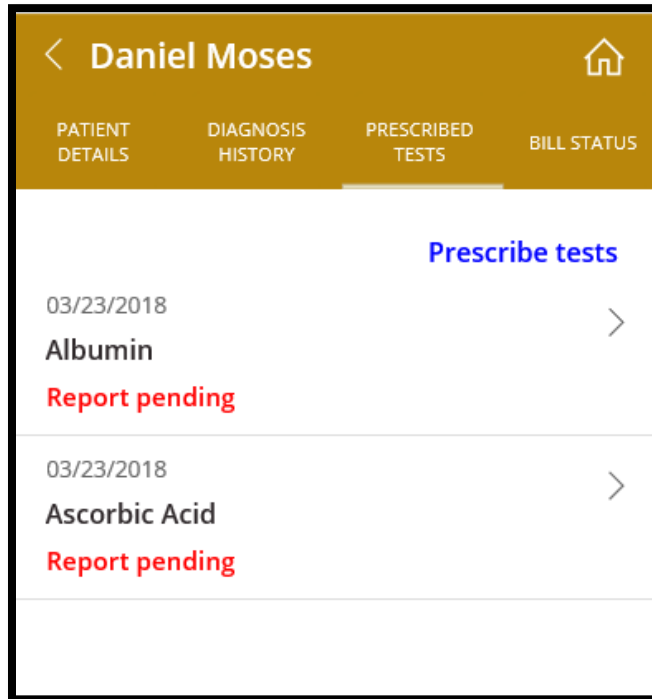 Daniel Moses
PATIENT DETAILS
DIAGNOSIS HISTORY
PRESCRIBED TESTS
BILL STATUS
Prescribe tests
03/23/2018
Albumin
Report pending
03/23/2018
Ascorbic Acid
Report pending